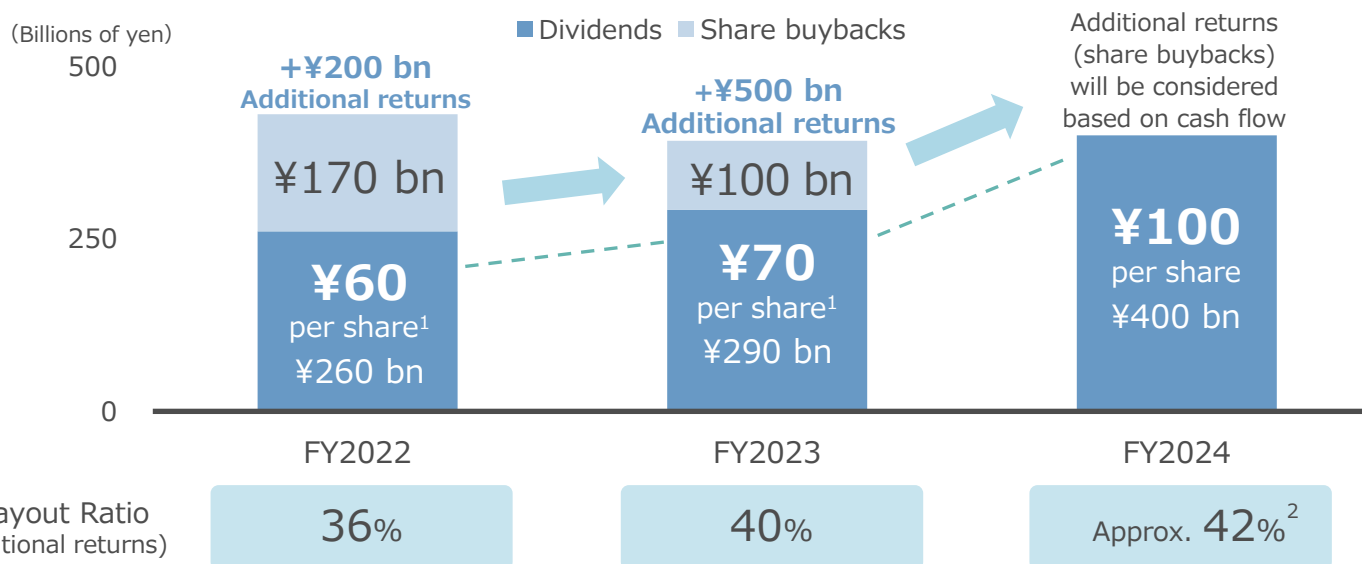 (Billions of yen)
Dividends Share buybacks
500
250
0
+¥200 bn
Additional returns
¥170 bn
¥60
per share¹
¥260 bn
+¥500 bn
Additional returns
¥100 bn
¥70
per share¹
¥290 bn
Additional returns
(share buybacks)
will be considered
based on cash flow
¥100
per share
¥400 bn
FY2022 FY2023 FY2024
ayout Ratio
tional returns)
36% 40% Approx. 42%²